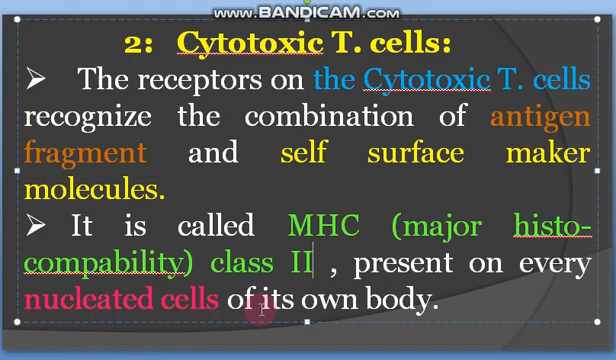 www.BANDICAM.com
2: Cytotoxic T. cells:
➢ The receptors on the Cytotoxic T. cells
recognize the combination of antigen
fragment and self surface maker
molecules.
➢ It is called MHC (major histo-
compability) class II , present on every
nucleated cells of its own body.